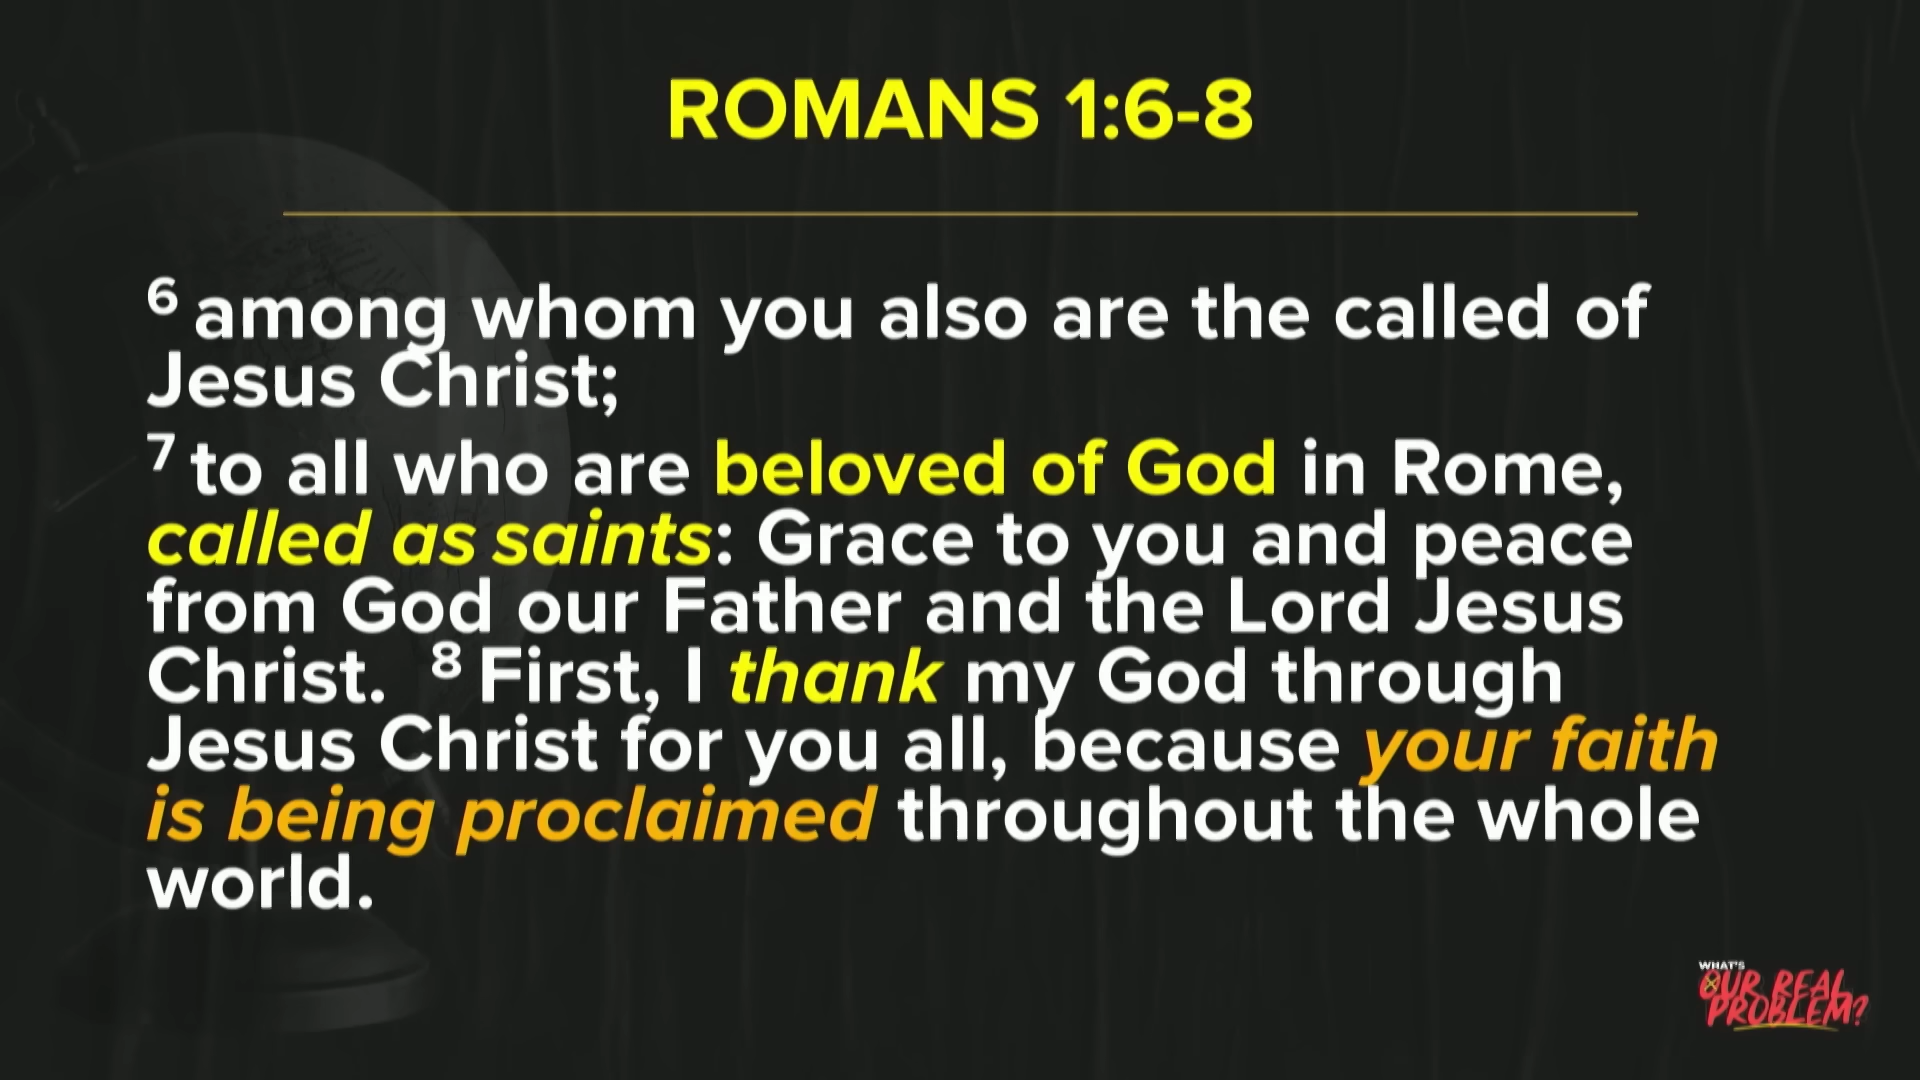 ROMANS 1:6-8
6 among whom you also are the called of
Jesus Christ;
7 to all who are beloved of God in Rome,
called as saints: Grace to you and peace
from God our Father and the Lord Jesus
Christ. 8 First, I thank my God through
Jesus Christ for you all, because your faith
is being proclaimed throughout the whole
world.
WHAT'S
OUR REAL
PROBLEM?